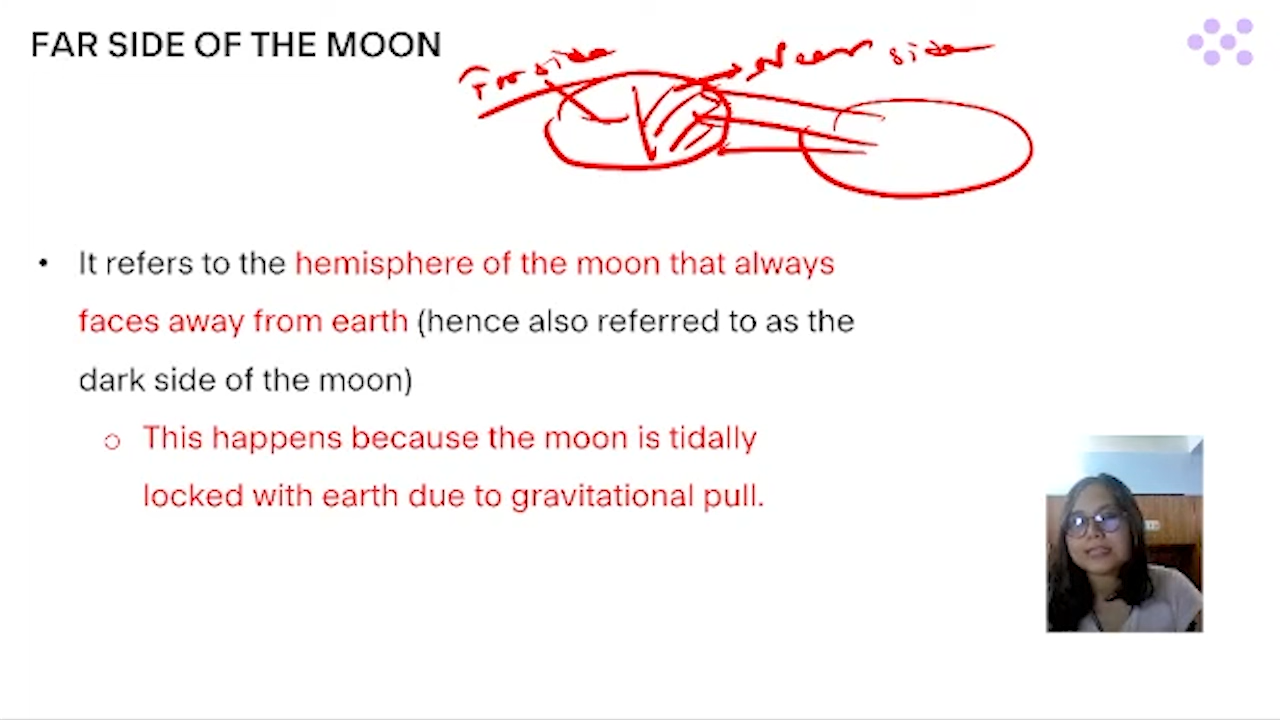 FAR SIDE OF THE MOON
Far side
Near side
• It refers to the hemisphere of the moon that always
faces away from earth (hence also referred to as the
dark side of the moon)
○ This happens because the moon is tidally
locked with earth due to gravitational pull.